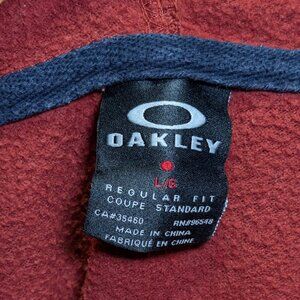 OAKLEY
L/G
REGULAR FIT
COUPE STANDARD
CA#35460 RN#96548
MADE IN CHINA
FABRIQUÉ EN CHINE